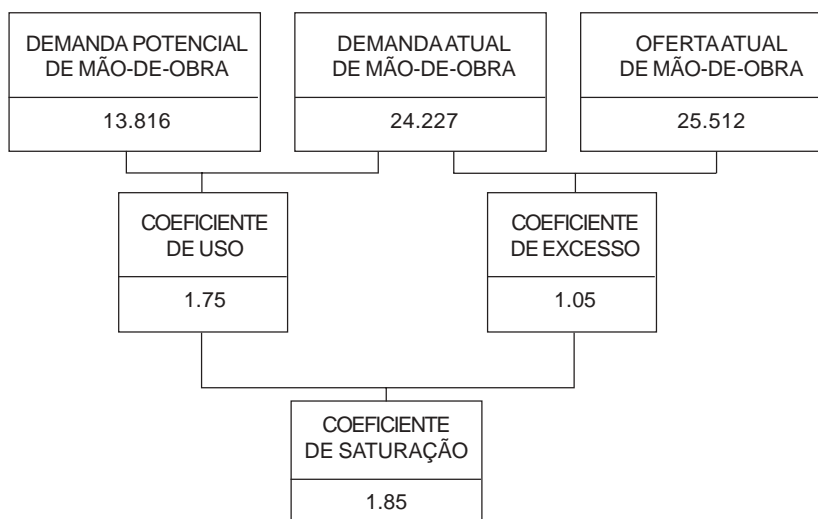 DEMANDA POTENCIAL
DE MÃO-DE-OBRA
13.816
DEMANDA ATUAL
DE MÃO-DE-OBRA
24.227
OFERTA ATUAL
DE MÃO-DE-OBRA
25.512
COEFICIENTE
DE USO
1.75
COEFICIENTE
DE EXCESSO
1.05
COEFICIENTE
DE SATURAÇÃO
1.85